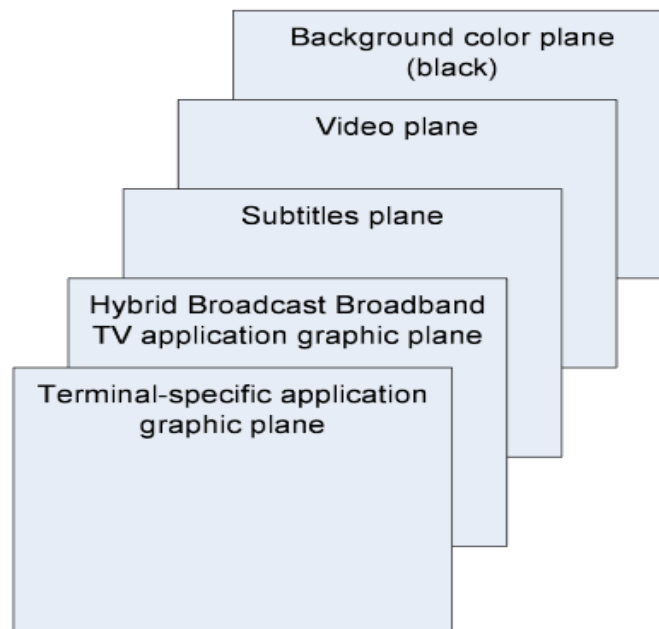 Background color plane
(black)
Video plane
Subtitles plane
Hybrid Broadcast Broadband
TV application graphic plane
Terminal-specific application
graphic plane